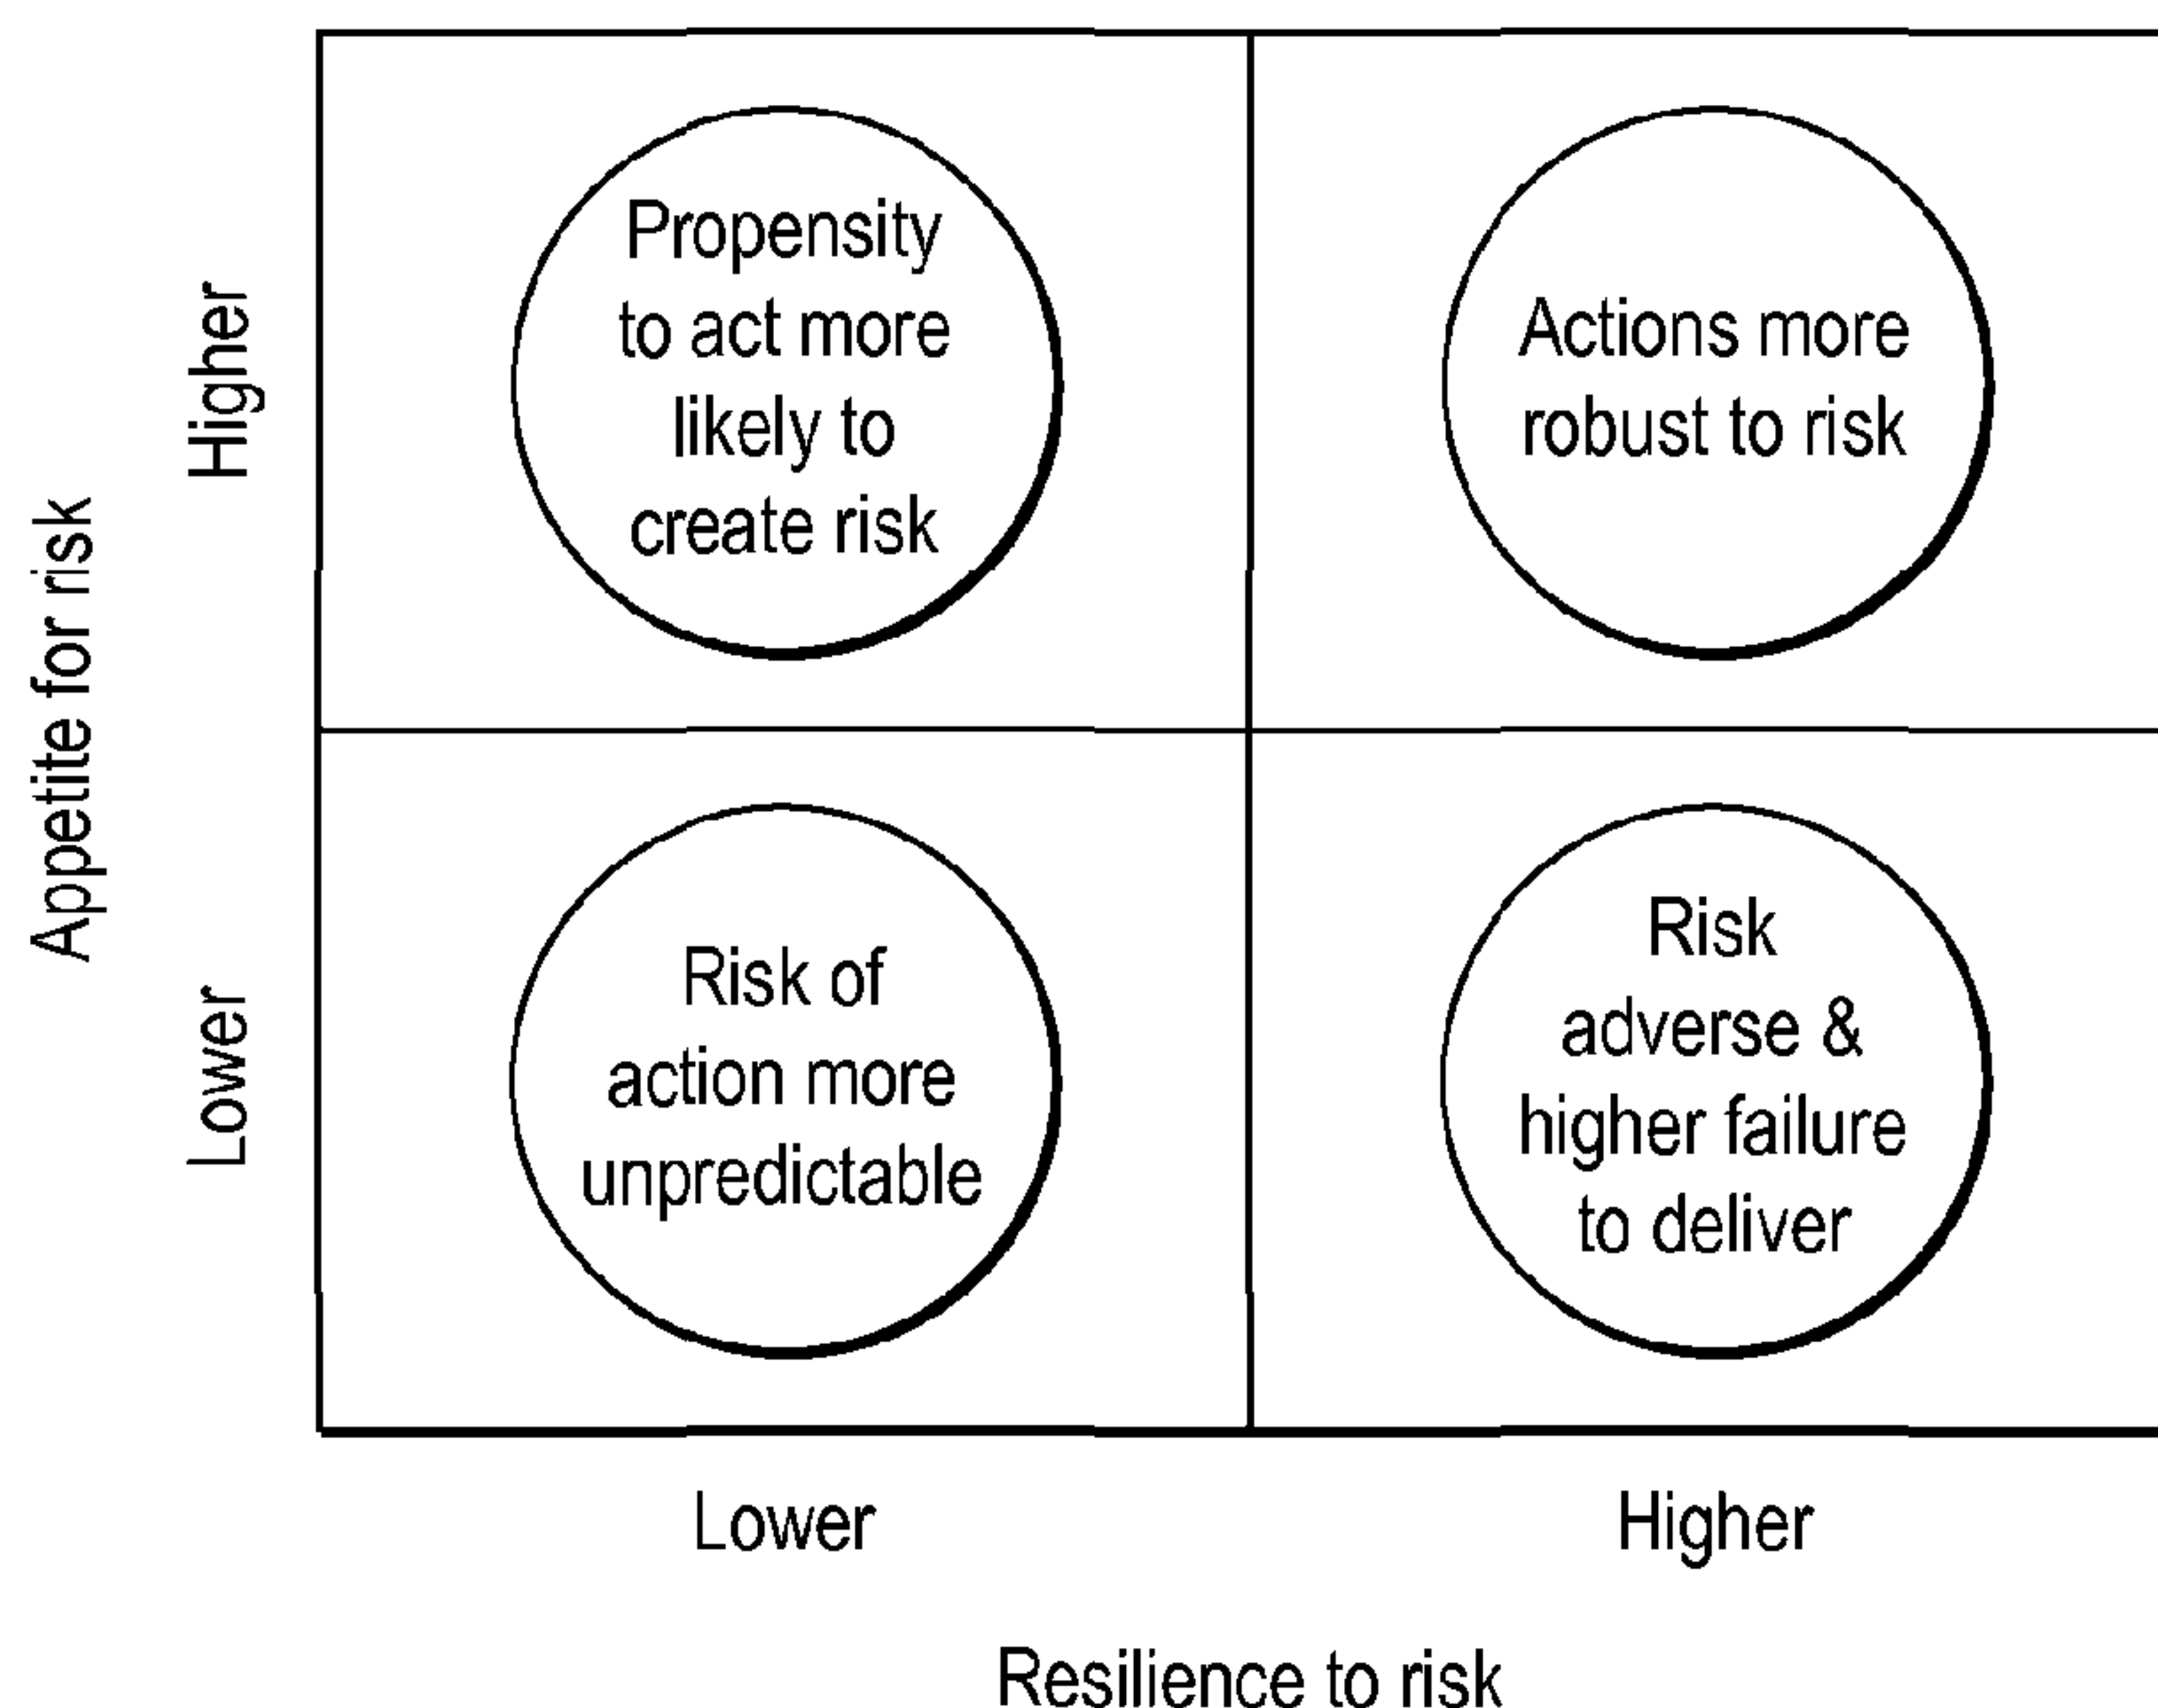 Appetite for risk
Higher
Propensity
to act more
likely to
create risk
Actions more
robust to risk
Lower
Risk of
action more
unpredictable
Risk
adverse &
higher failure
to deliver
Lower
Higher
Resilience to risk